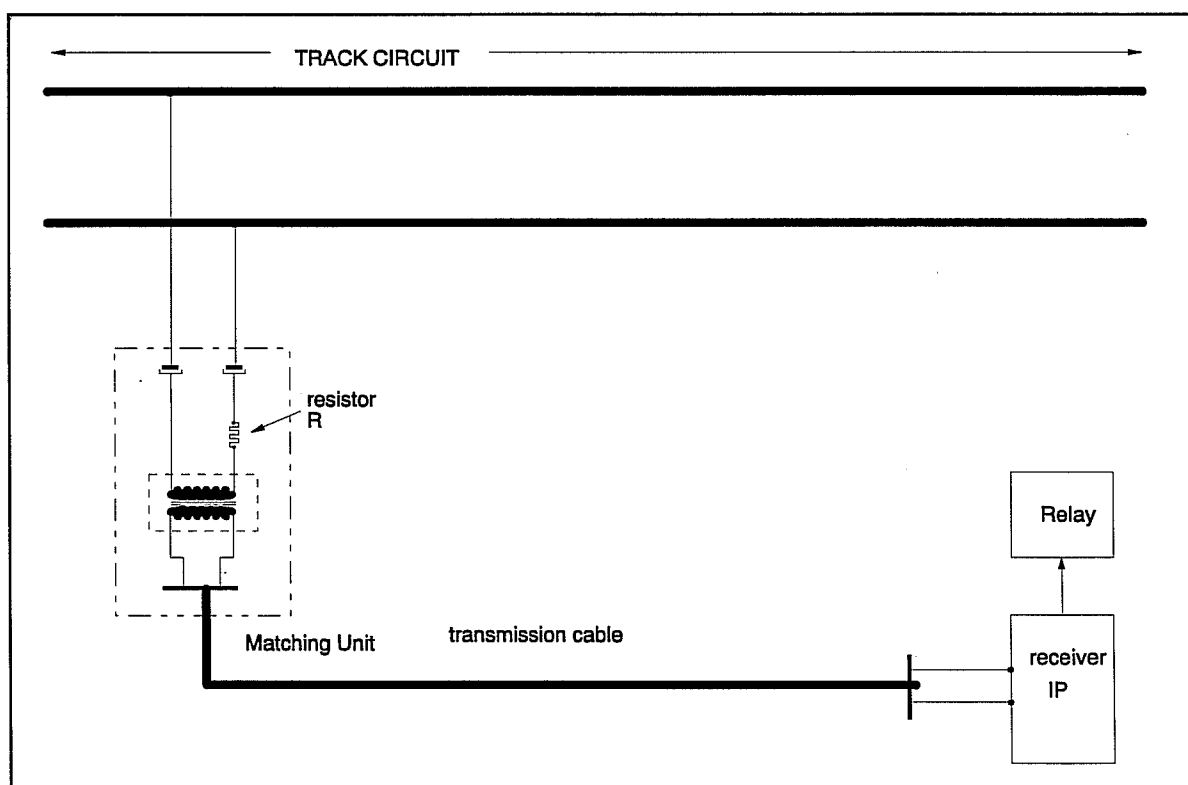 TRACK CIRCUIT
resistor
R
Relay
Matching Unit
transmission cable
receiver
IP